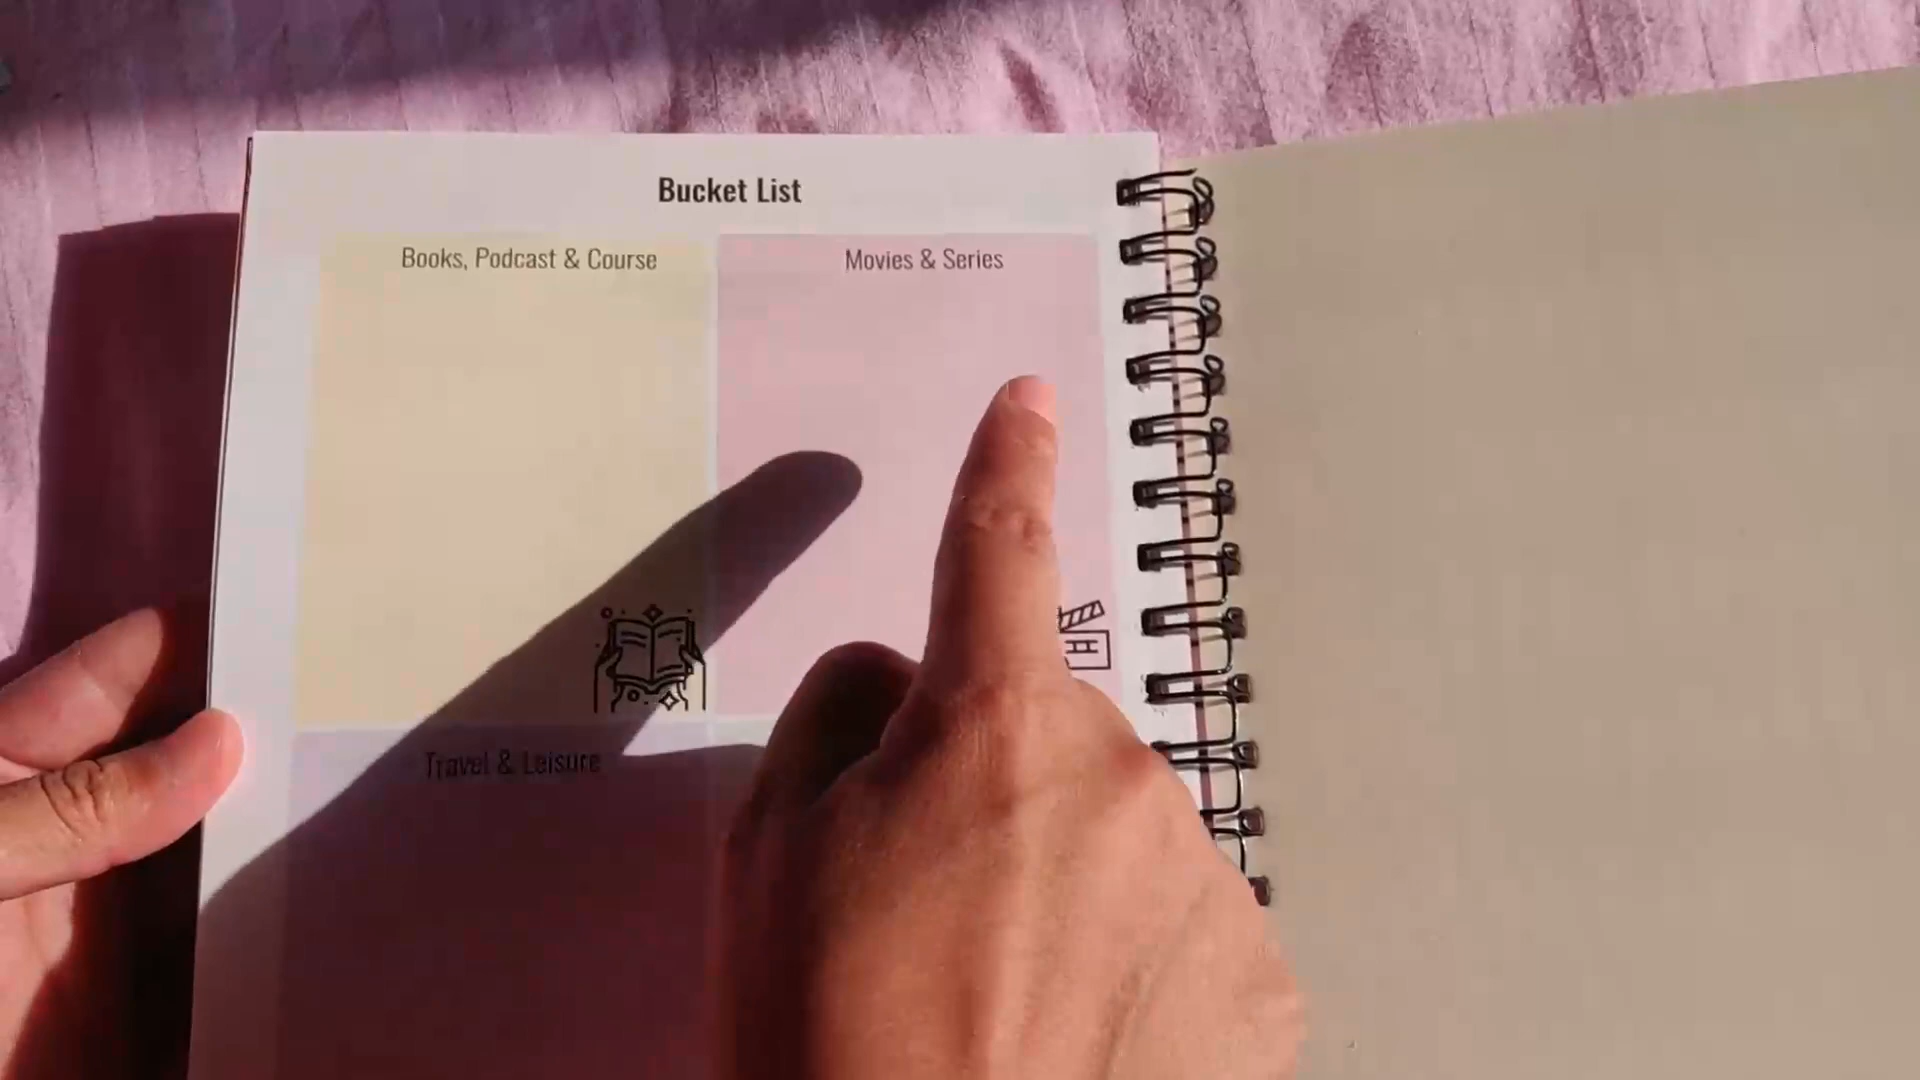 Bucket List
Books, Podcast & Course
Movies & Series
Travel & Leisure